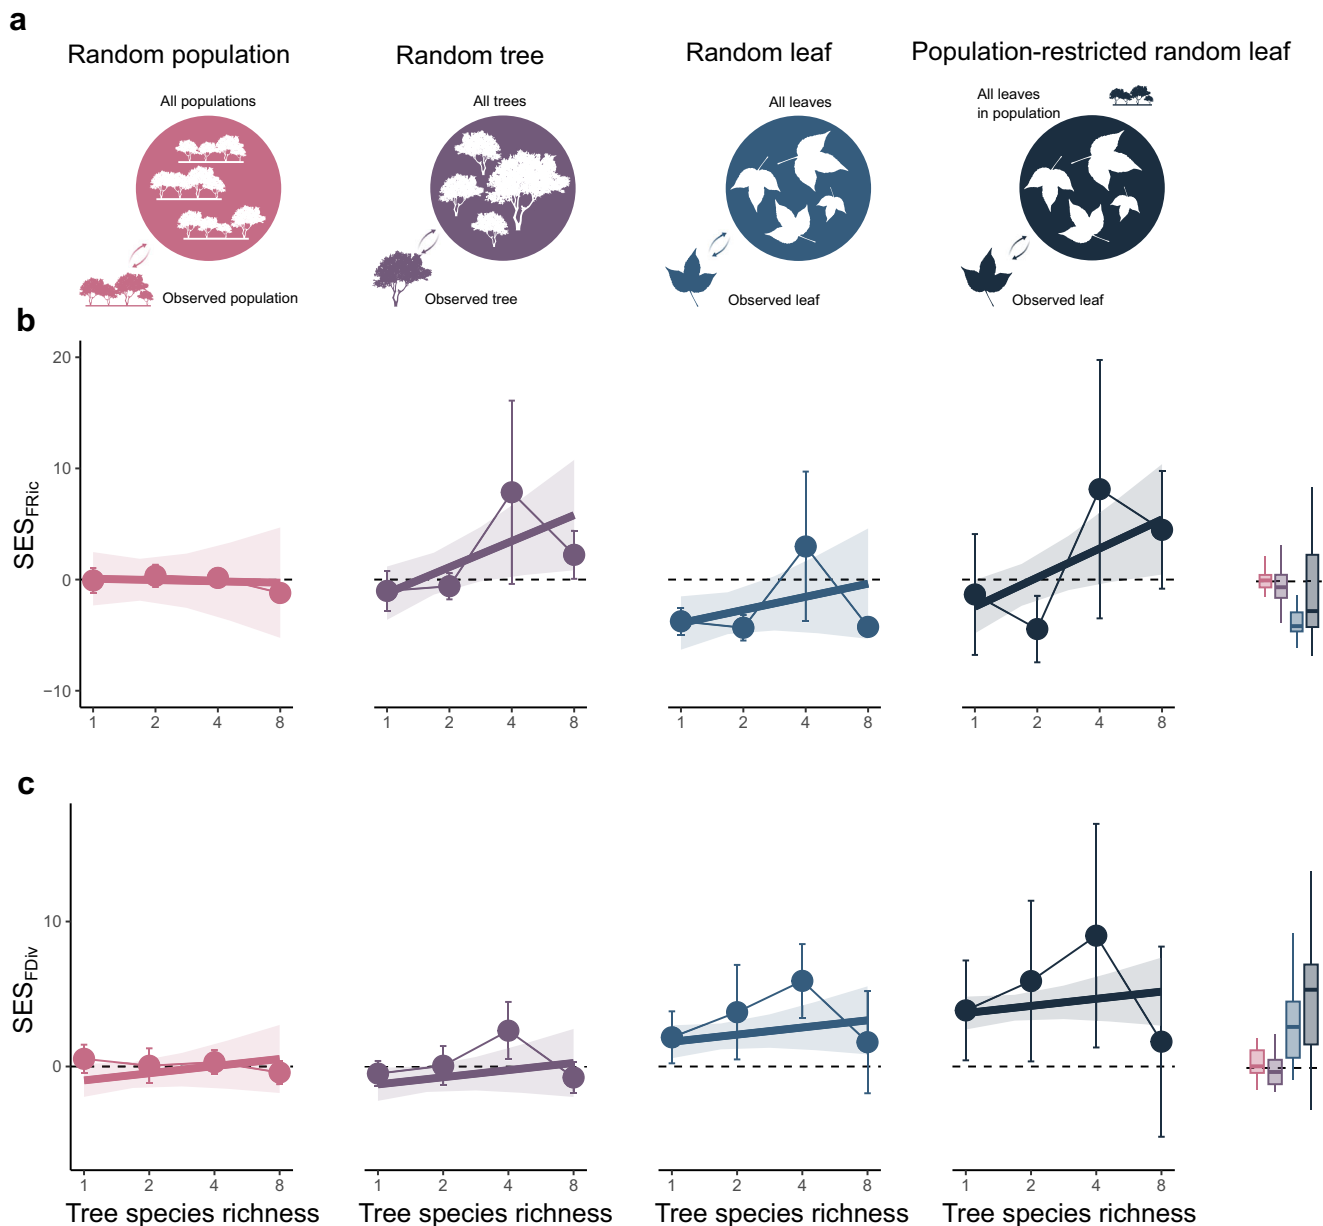 a
Random population
Random tree
Random leaf
Population-restricted random leaf
All populations
All trees
All leaves
All leaves
in population
Observed population
Observed tree
Observed leaf
Observed leaf
b
SES_FRic
20
10
0
−10
1 2 4 8
1 2 4 8
1 2 4 8
1 2 4 8
c
SES_FDiv
10
0
1 2 4 8
1 2 4 8
1 2 4 8
1 2 4 8
Tree species richness
Tree species richness
Tree species richness
Tree species richness